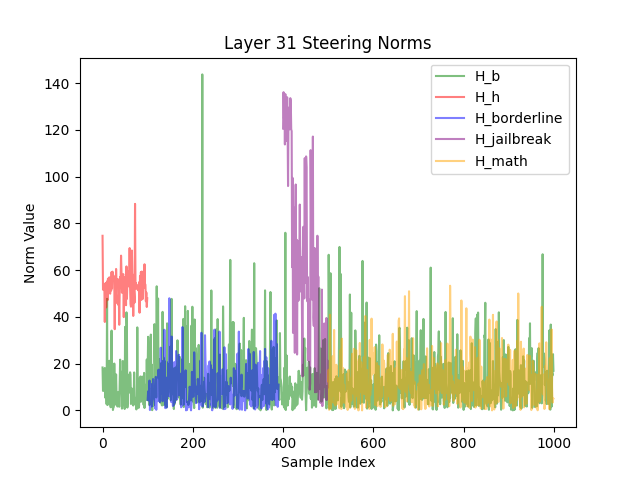 Layer 31 Steering Norms
H_b
H_h
H_borderline
H_jailbreak
H_math
Norm Value
140
120
100
80
60
40
20
0
0
200
400
600
800
1000
Sample Index